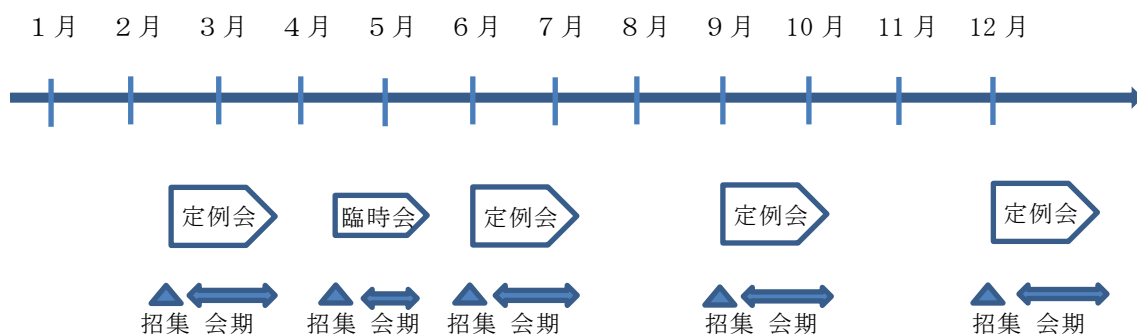 １月 ２月 ３月 ４月 ５月 ６月 ７月 ８月 ９月 10月 11月 12月
定例会 臨時会 定例会 定例会 定例会
招集 会期 招集 会期 招集 会期 招集 会期 招集 会期